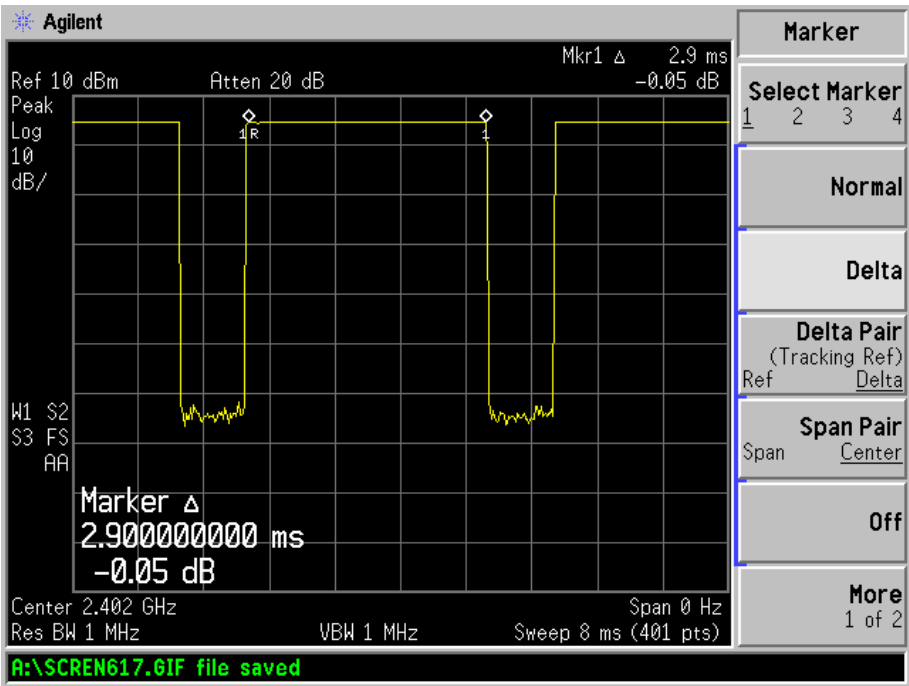 Agilent
Marker
Mkr1 Δ 2.9 ms
Ref 10 dBm Atten 20 dB -0.05 dB
Peak
Log
10
dB/
1R
1
W1 S2
S3 FS
AA
Marker Δ
2.900000000 ms
-0.05 dB
Center 2.402 GHz Span 0 Hz
Res BW 1 MHz VBW 1 MHz Sweep 8 ms (401 pts)
Select Marker
1 2 3 4
Normal
Delta
Delta Pair
(Tracking Ref)
Ref Delta
Span Pair
Span Center
Off
More
1 of 2
A:\SCREN617.GIF file saved